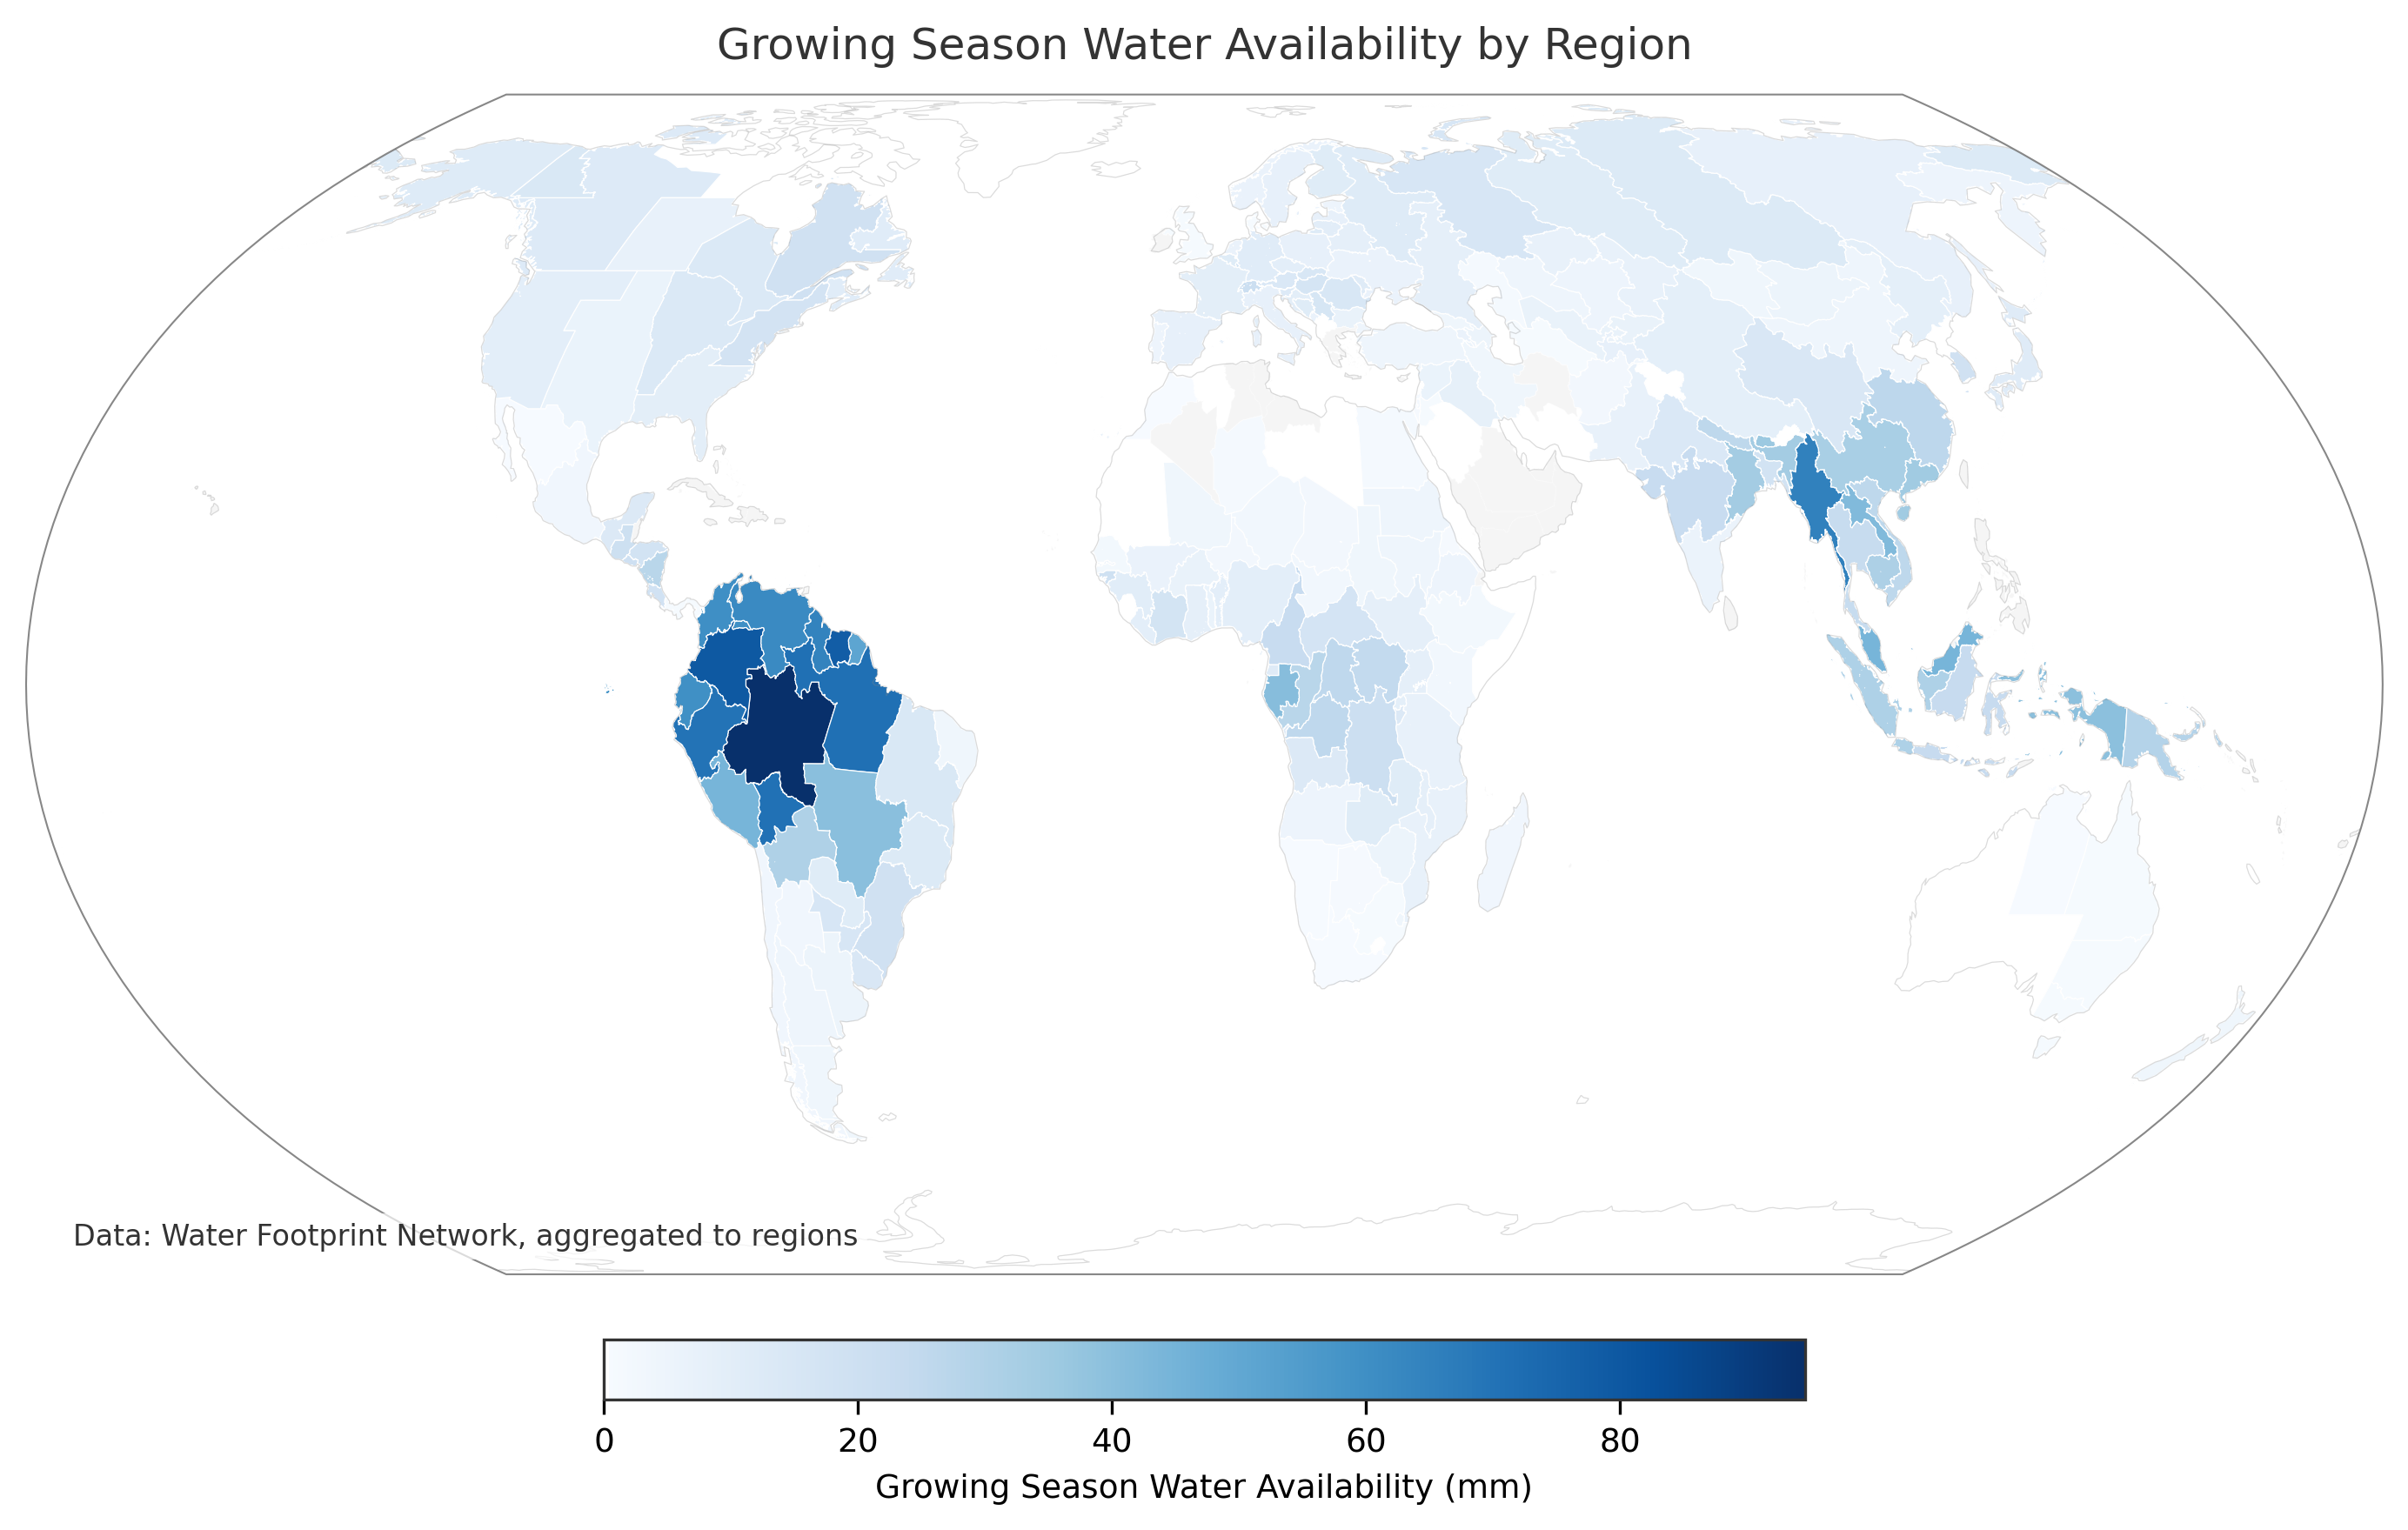 Growing Season Water Availability by Region
Data: Water Footprint Network, aggregated to regions
0 20 40 60 80
Growing Season Water Availability (mm)